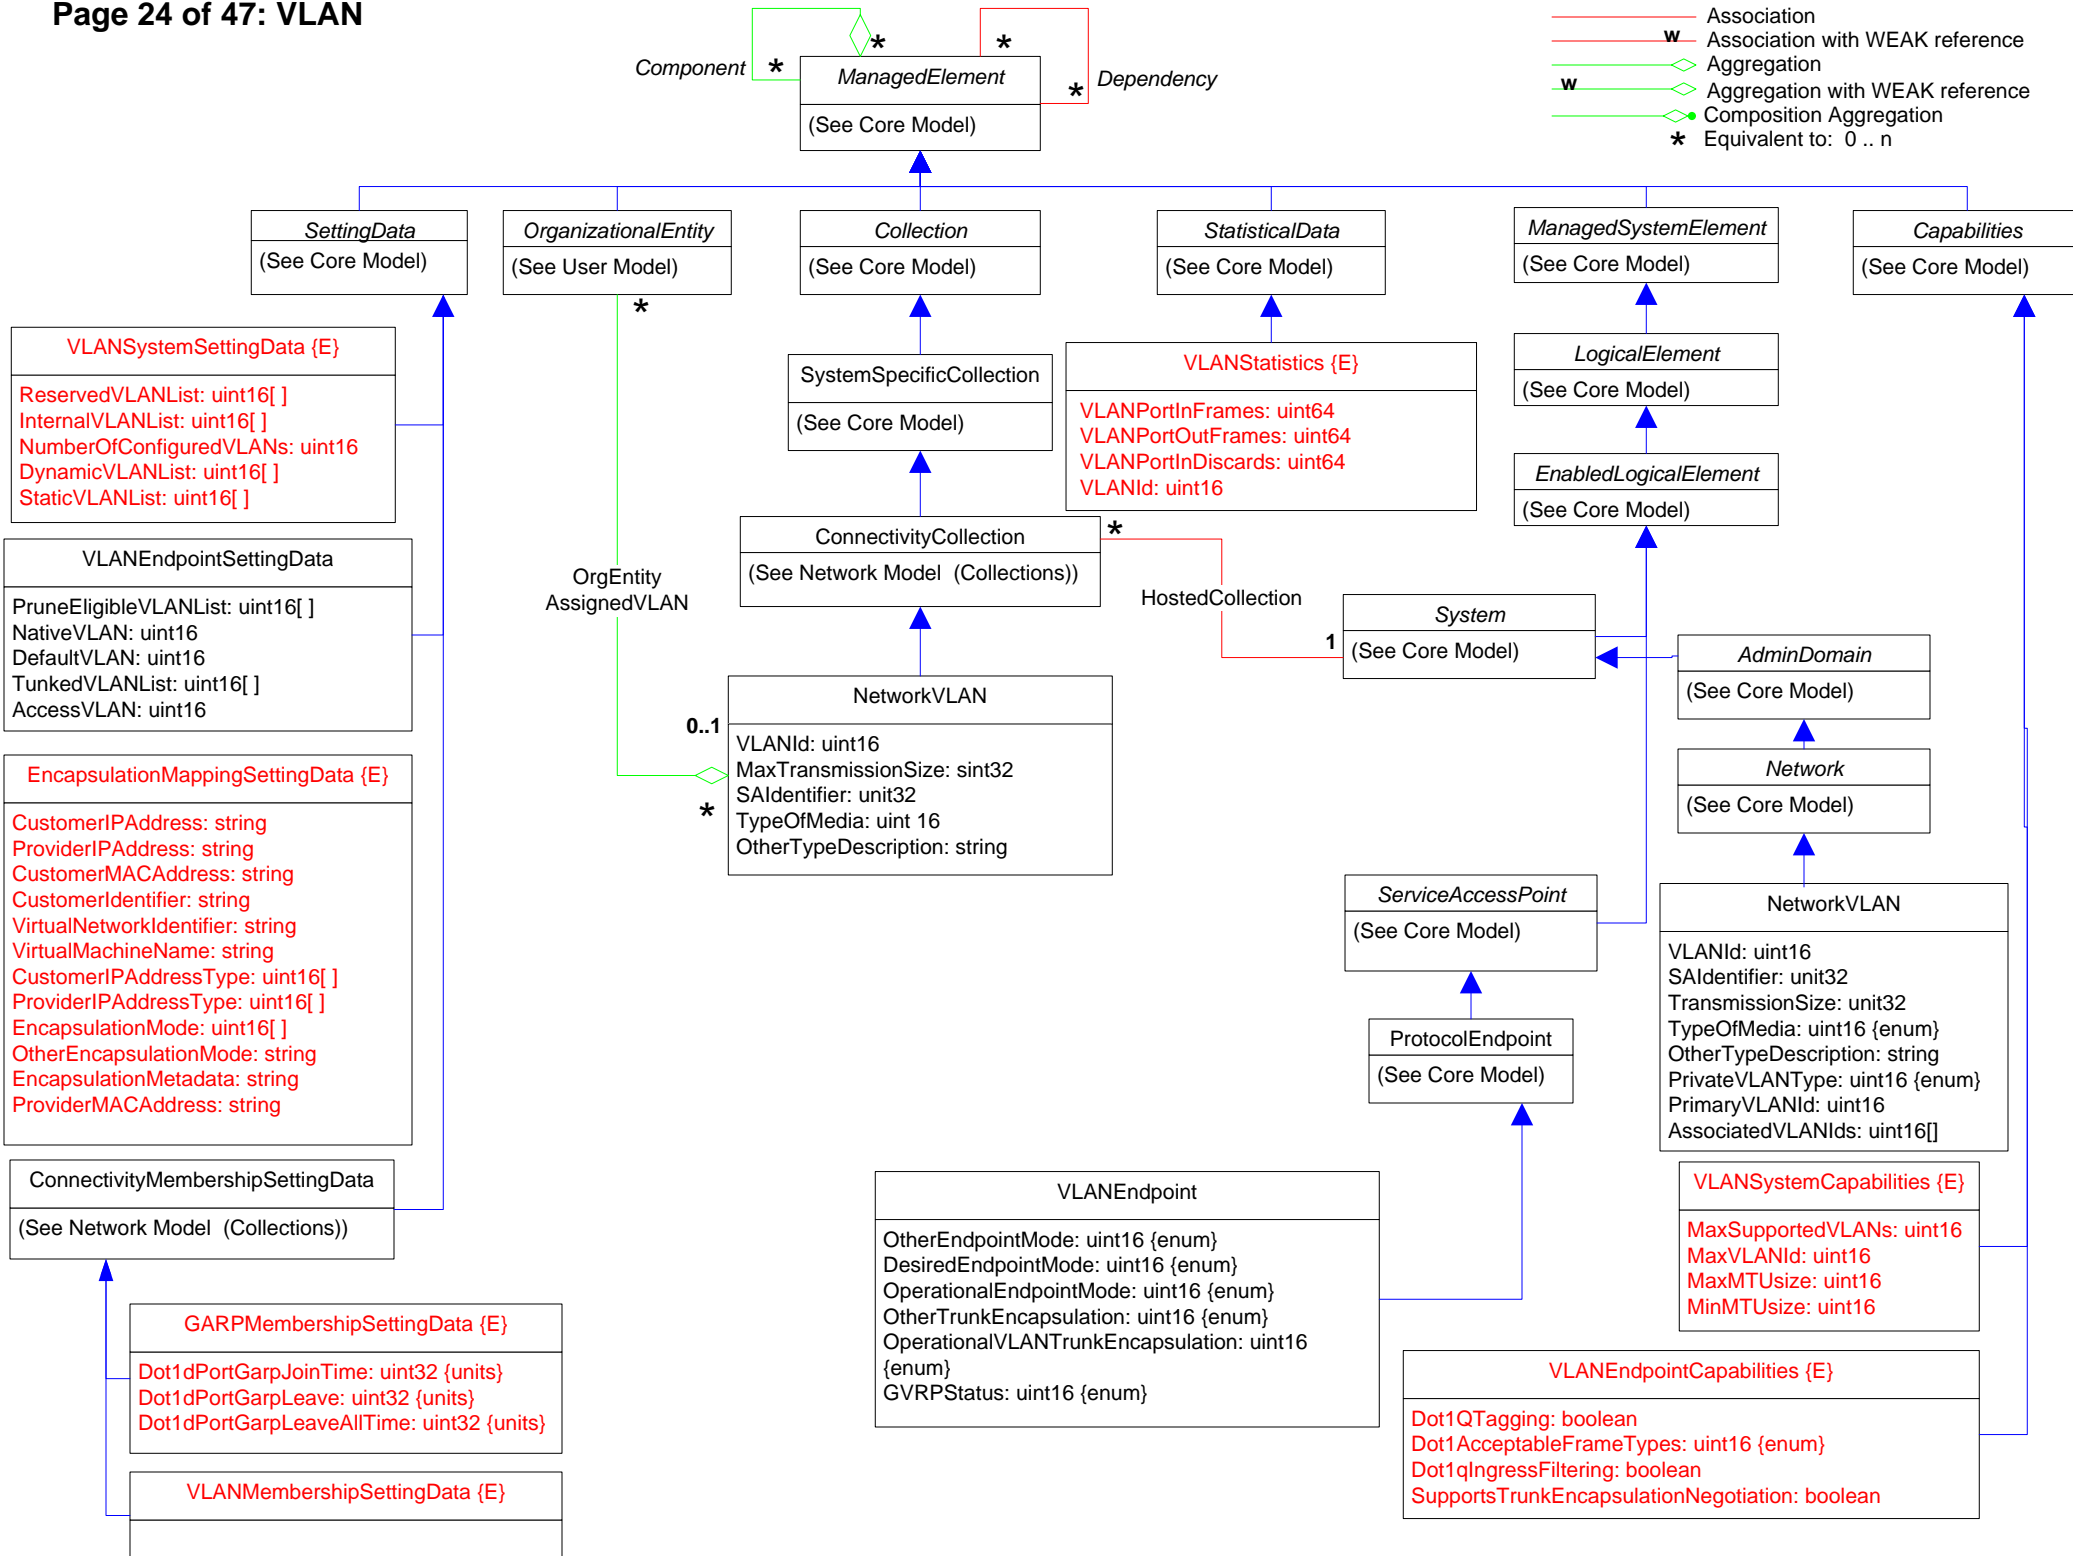 Page 24 of 47: VLAN
Association
w
Association with WEAK reference
Aggregation
w
Aggregation with WEAK reference
Composition Aggregation
* Equivalent to: 0 .. n
Component
*
*
*
*
Dependency
ManagedElement
(See Core Model)
SettingData
(See Core Model)
OrganizationalEntity
(See User Model)
*
Collection
(See Core Model)
StatisticalData
(See Core Model)
ManagedSystemElement
(See Core Model)
Capabilities
(See Core Model)
VLANSystemSettingData {E}
ReservedVLANList: uint16[ ]
InternalVLANList: uint16[ ]
NumberOfConfiguredVLANs: uint16
DynamicVLANList: uint16[ ]
StaticVLANList: uint16[ ]
SystemSpecificCollection
(See Core Model)
VLANStatistics {E}
VLANPortInFrames: uint64
VLANPortOutFrames: uint64
VLANPortInDiscards: uint64
VLANId: uint16
LogicalElement
(See Core Model)
EnabledLogicalElement
(See Core Model)
VLANEndpointSettingData
PruneEligibleVLANList: uint16[ ]
NativeVLAN: uint16
DefaultVLAN: uint16
TunkedVLANList: uint16[ ]
AccessVLAN: uint16
OrgEntity
AssignedVLAN
ConnectivityCollection
(See Network Model  (Collections))
*
HostedCollection
1
System
(See Core Model)
AdminDomain
(See Core Model)
Network
(See Core Model)
0..1
*
NetworkVLAN
VLANId: uint16
MaxTransmissionSize: sint32
SAIdentifier: unit32
TypeOfMedia: uint 16
OtherTypeDescription: string
EncapsulationMappingSettingData {E}
CustomerIPAddress: string
ProviderIPAddress: string
CustomerMACAddress: string
CustomerIdentifier: string
VirtualNetworkIdentifier: string
VirtualMachineName: string
CustomerIPAddressType: uint16[ ]
ProviderIPAddressType: uint16[ ]
EncapsulationMode: uint16[ ]
OtherEncapsulationMode: string
EncapsulationMetadata: string
ProviderMACAddress: string
ServiceAccessPoint
(See Core Model)
ProtocolEndpoint
(See Core Model)
NetworkVLAN
VLANId: uint16
SAIdentifier: unit32
TransmissionSize: unit32
TypeOfMedia: uint16 {enum}
OtherTypeDescription: string
PrivateVLANType: uint16 {enum}
PrimaryVLANId: uint16
AssociatedVLANIds: uint16[]
ConnectivityMembershipSettingData
(See Network Model  (Collections))
VLANEndpoint
OtherEndpointMode: uint16 {enum}
DesiredEndpointMode: uint16 {enum}
OperationalEndpointMode: uint16 {enum}
OtherTrunkEncapsulation: uint16 {enum}
OperationalVLANTrunkEncapsulation: uint16
{enum}
GVRPStatus: uint16 {enum}
VLANSystemCapabilities {E}
MaxSupportedVLANs: uint16
MaxVLANId: uint16
MaxMTUsize: uint16
MinMTUsize: uint16
GARPMembershipSettingData {E}
Dot1dPortGarpJoinTime: uint32 {units}
Dot1dPortGarpLeave: uint32 {units}
Dot1dPortGarpLeaveAllTime: uint32 {units}
VLANEndpointCapabilities {E}
Dot1QTagging: boolean
Dot1AcceptableFrameTypes: uint16 {enum}
Dot1qIngressFiltering: boolean
SupportsTrunkEncapsulationNegotiation: boolean
VLANMembershipSettingData {E}